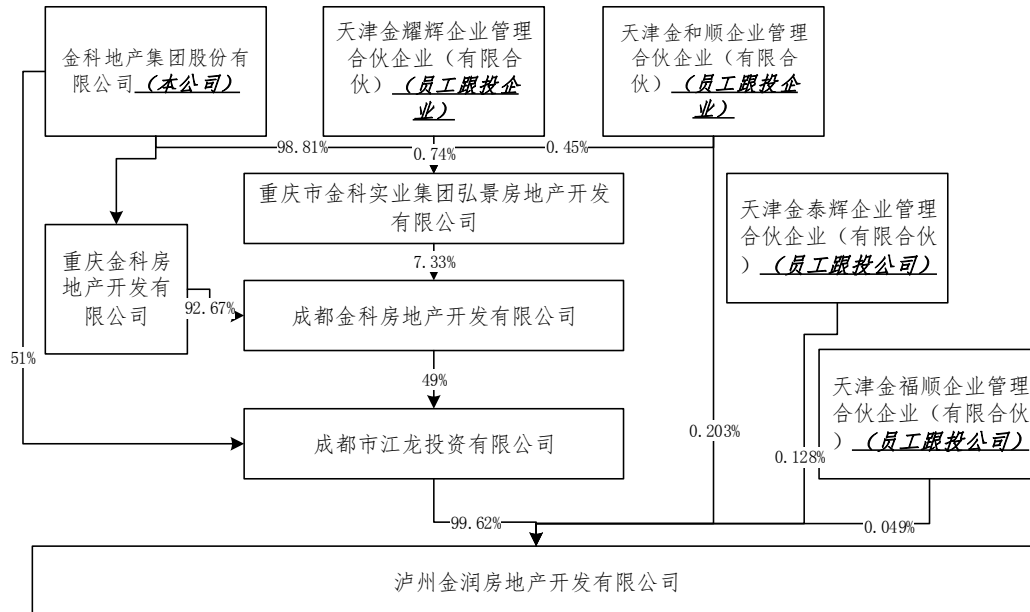 金科地产集团股份有
限公司（本公司）
天津金耀辉企业管理
合伙企业（有限合
伙）（员工跟投企
业）
天津金和顺企业管理
合伙企业（有限合
伙）（员工跟投企
业）
98.81%
0.74%
0.45%
重庆市金科实业集团弘景房地产开发
有限公司
天津金泰辉企业管理
合伙企业（有限合伙
）（员工跟投公司）
重庆金科房
地产开发有
限公司
7.33%
92.67%
成都金科房地产开发有限公司
51%
49%
天津金福顺企业管理
合伙企业（有限合伙
）（员工跟投公司）
成都市江龙投资有限公司
0.203%
0.128%
99.62%
0.049%
泸州金润房地产开发有限公司